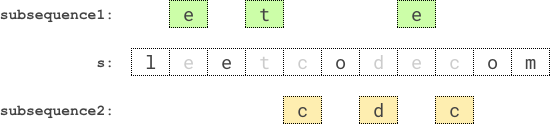 subsequence1: e t e
s: l e e t c o d e c o m
subsequence2: c d c